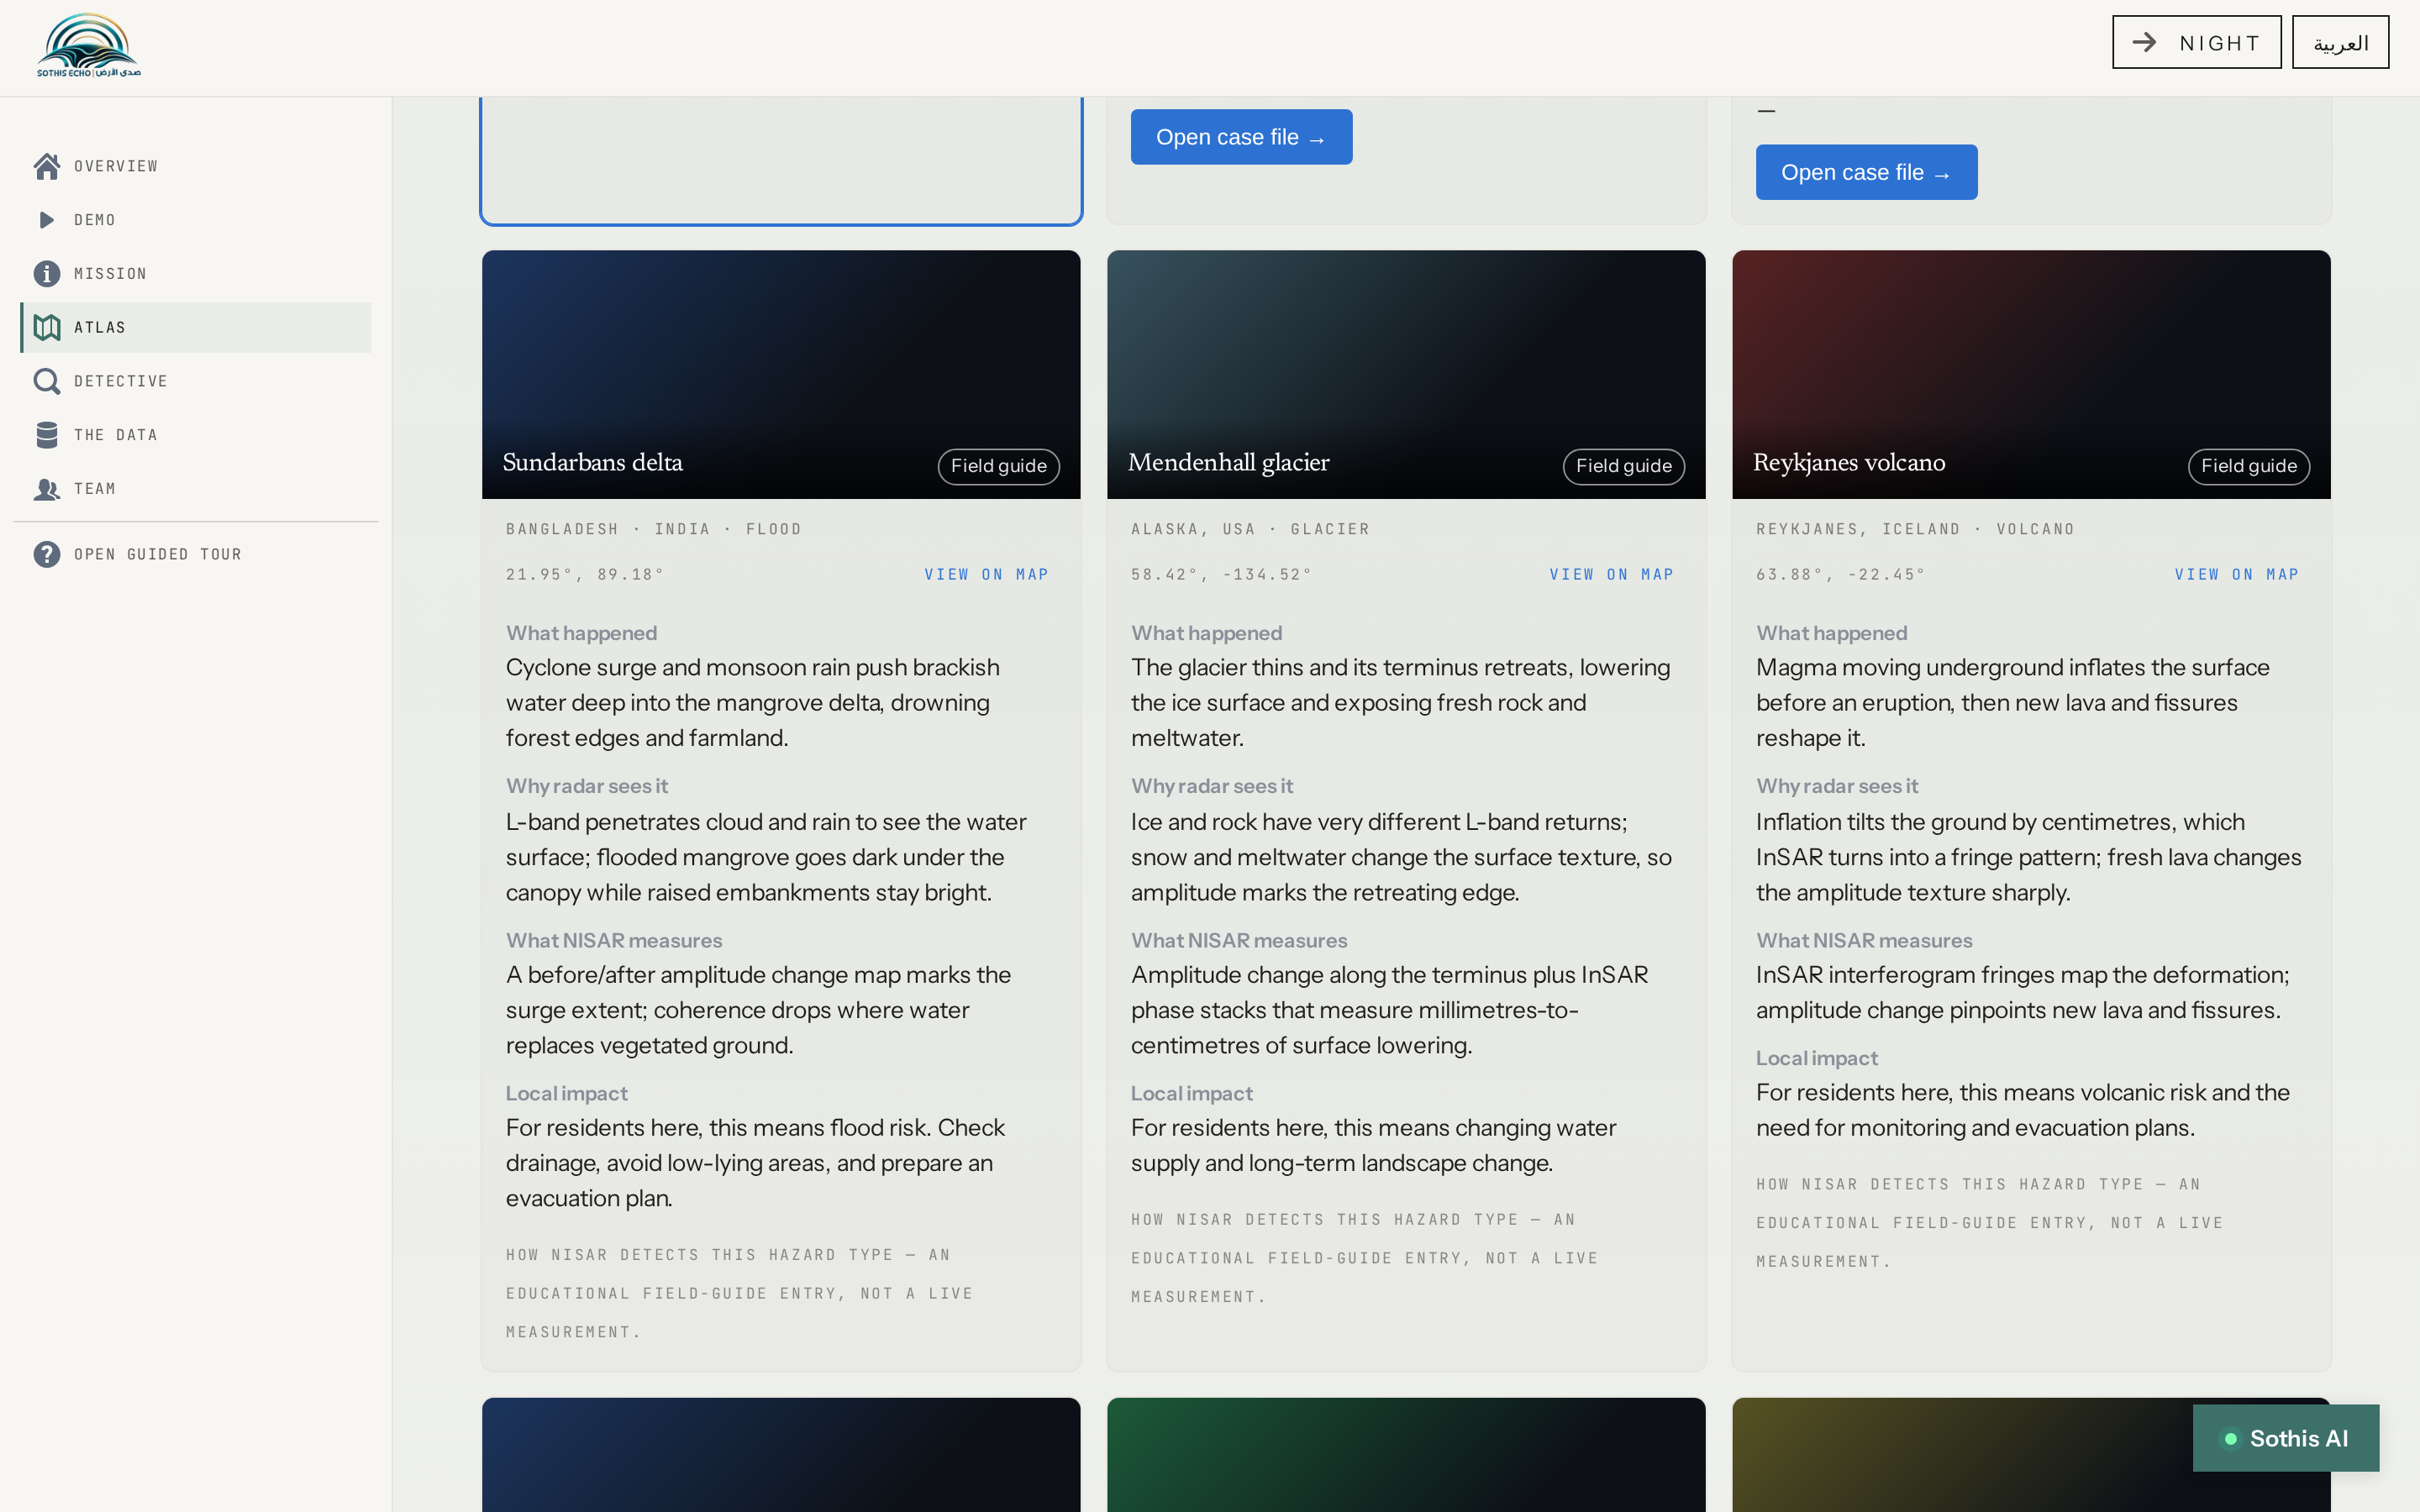 SOTHIS ECHO | صدى الأرض
→ NIGHT
العربية
OVERVIEW
DEMO
MISSION
ATLAS
DETECTIVE
THE DATA
TEAM
OPEN GUIDED TOUR
Open case file →
—
Open case file →
Sundarbans delta
Field guide
BANGLADESH · INDIA · FLOOD
21.95°, 89.18°
VIEW ON MAP
What happened
Cyclone surge and monsoon rain push brackish
water deep into the mangrove delta, drowning
forest edges and farmland.
Why radar sees it
L-band penetrates cloud and rain to see the water
surface; flooded mangrove goes dark under the
canopy while raised embankments stay bright.
What NISAR measures
A before/after amplitude change map marks the
surge extent; coherence drops where water
replaces vegetated ground.
Local impact
For residents here, this means flood risk. Check
drainage, avoid low-lying areas, and prepare an
evacuation plan.
HOW NISAR DETECTS THIS HAZARD TYPE — AN
EDUCATIONAL FIELD-GUIDE ENTRY, NOT A LIVE
MEASUREMENT.
Mendenhall glacier
Field guide
ALASKA, USA · GLACIER
58.42°, -134.52°
VIEW ON MAP
What happened
The glacier thins and its terminus retreats, lowering
the ice surface and exposing fresh rock and
meltwater.
Why radar sees it
Ice and rock have very different L-band returns;
snow and meltwater change the surface texture, so
amplitude marks the retreating edge.
What NISAR measures
Amplitude change along the terminus plus InSAR
phase stacks that measure millimetres-to-
centimetres of surface lowering.
Local impact
For residents here, this means changing water
supply and long-term landscape change.
HOW NISAR DETECTS THIS HAZARD TYPE — AN
EDUCATIONAL FIELD-GUIDE ENTRY, NOT A LIVE
MEASUREMENT.
Reykjanes volcano
Field guide
REYKJANES, ICELAND · VOLCANO
63.88°, -22.45°
VIEW ON MAP
What happened
Magma moving underground inflates the surface
before an eruption, then new lava and fissures
reshape it.
Why radar sees it
Inflation tilts the ground by centimetres, which
InSAR turns into a fringe pattern; fresh lava changes
the amplitude texture sharply.
What NISAR measures
InSAR interferogram fringes map the deformation;
amplitude change pinpoints new lava and fissures.
Local impact
For residents here, this means volcanic risk and the
need for monitoring and evacuation plans.
HOW NISAR DETECTS THIS HAZARD TYPE — AN
EDUCATIONAL FIELD-GUIDE ENTRY, NOT A LIVE
MEASUREMENT.
Sothis AI